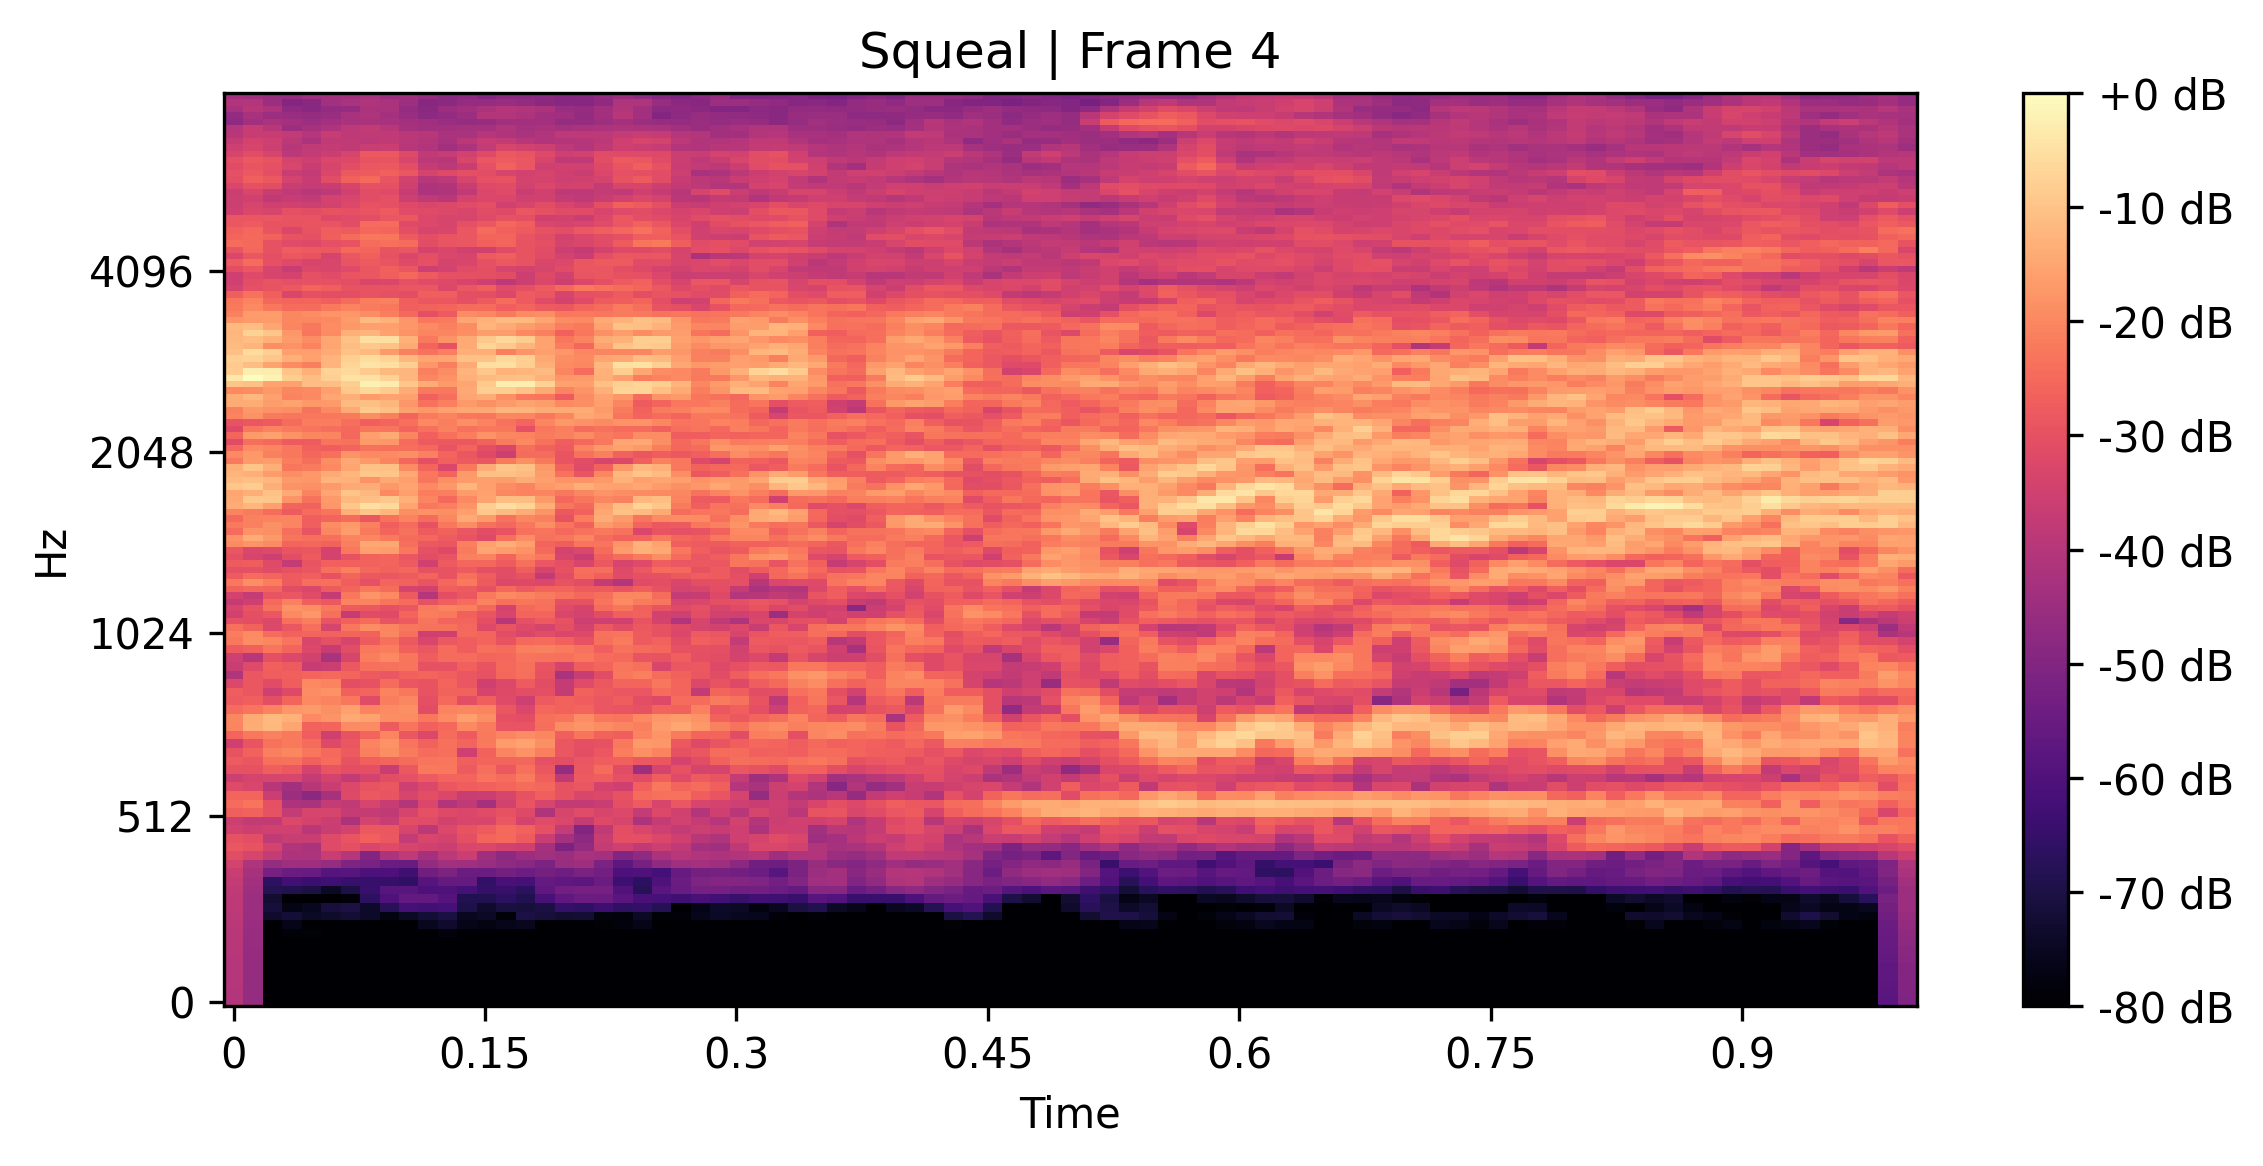 Squeal | Frame 4
Hz
4096
2048
1024
512
0
0 0.15 0.3 0.45 0.6 0.75 0.9
Time
+0 dB
-10 dB
-20 dB
-30 dB
-40 dB
-50 dB
-60 dB
-70 dB
-80 dB